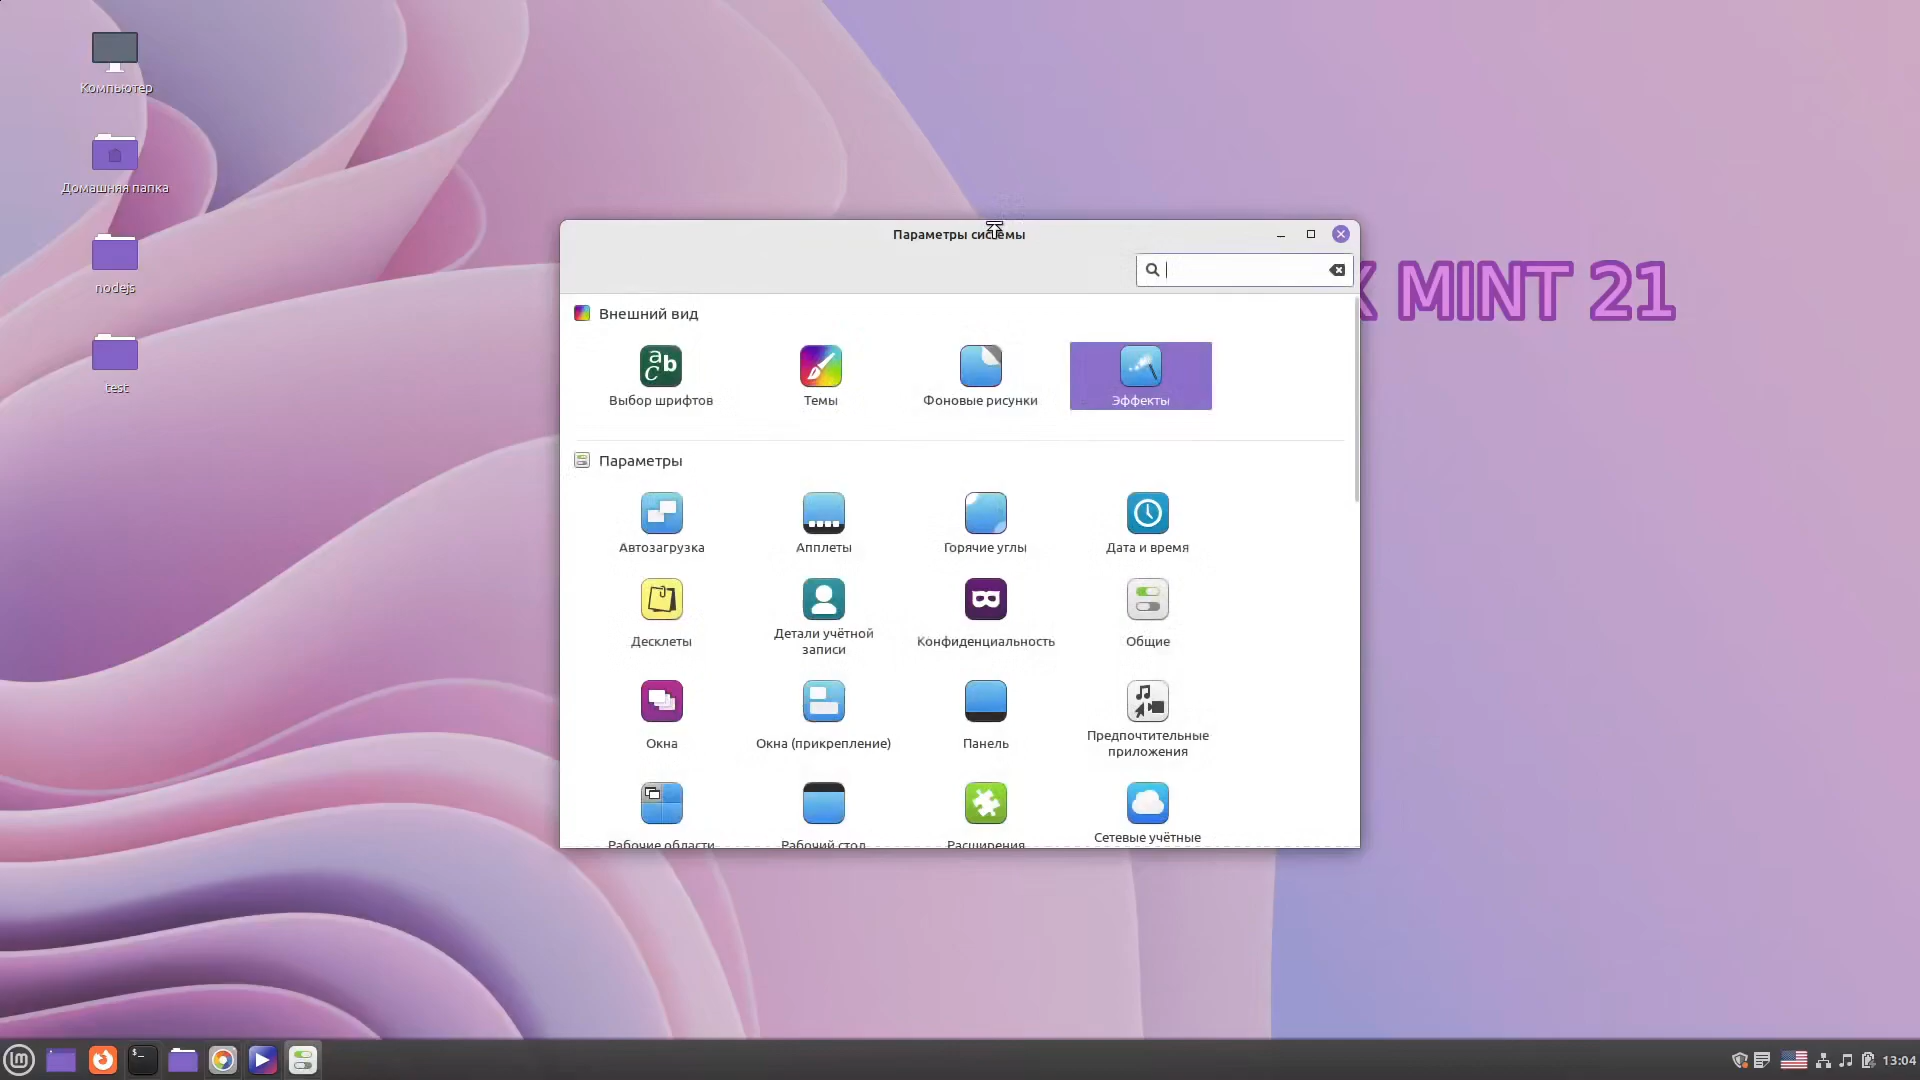 Компьютер
Домашняя папка
nodejs
test
Параметры системы
X MINT 21
Внешний вид
Выбор шрифтов
Темы
Фоновые рисунки
Эффекты
Параметры
Автозагрузка
Апплеты
Горячие углы
Дата и время
Десклеты
Детали учётной
записи
Конфиденциальность
Общие
Окна
Окна (прикрепление)
Панель
Предпочтительные
приложения
Рабочие области
Рабочий стол
Расширения
Сетевые учётные
13:04